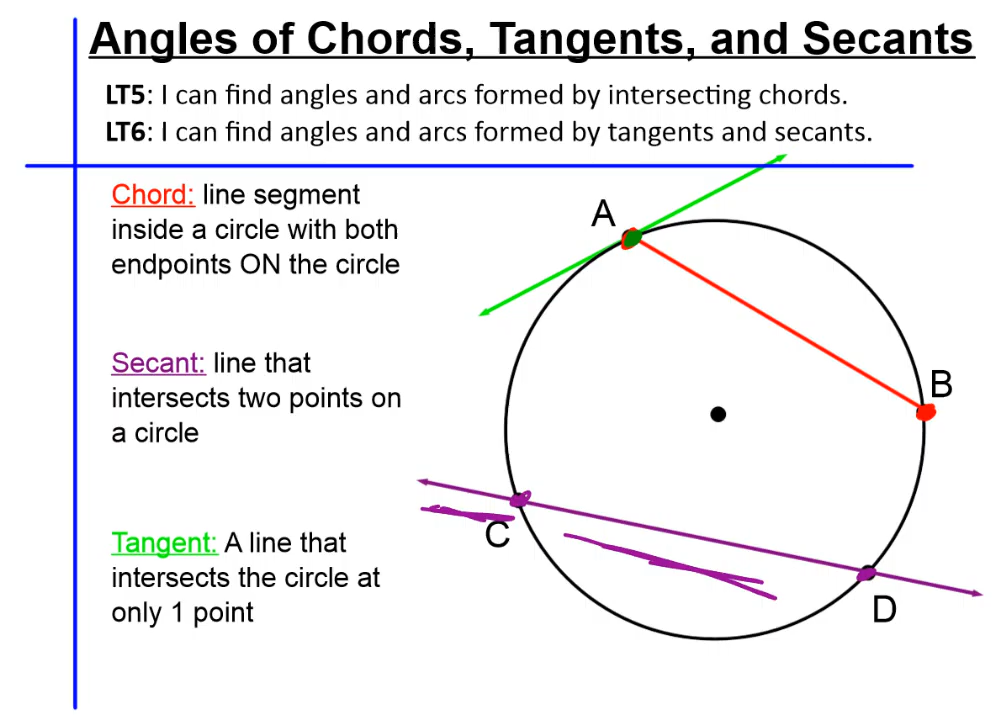 Angles of Chords, Tangents, and Secants
LT5: I can find angles and arcs formed by intersecting chords.
LT6: I can find angles and arcs formed by tangents and secants.
Chord: line segment
inside a circle with both
endpoints ON the circle
Secant: line that
intersects two points on
a circle
Tangent: A line that
intersects the circle at
only 1 point
A
B
C
D